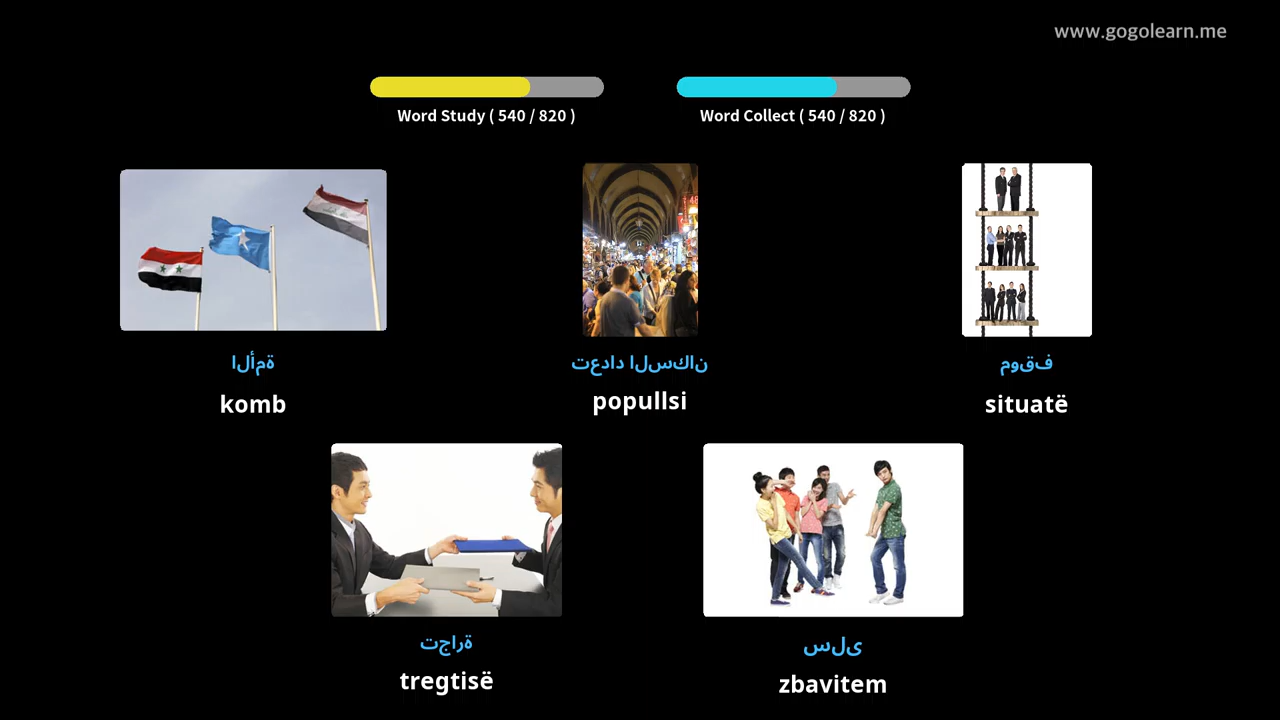 www.gogolearn.me
Word Study ( 540 / 820 )
Word Collect ( 540 / 820 )
الأمة
komb
تعداد السكان
popullsi
موقف
situatë
تجارة
tregtisë
سلى
zbavitem